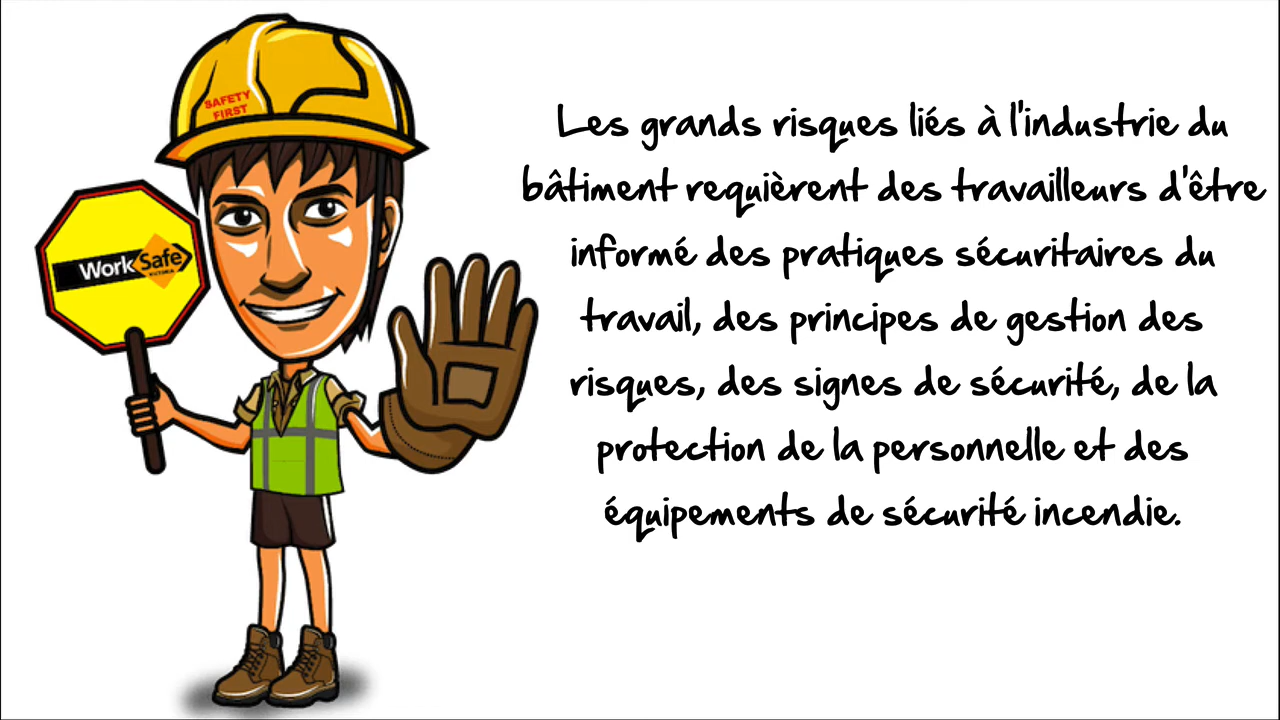 SAFETY
FIRST
WorkSafe
VICTORIA
Les grands risques liés à l'industrie du
bâtiment requièrent des travailleurs d'être
informé des pratiques sécuritaires du
travail, des principes de gestion des
risques, des signes de sécurité, de la
protection de la personnelle et des
équipements de sécurité incendie.